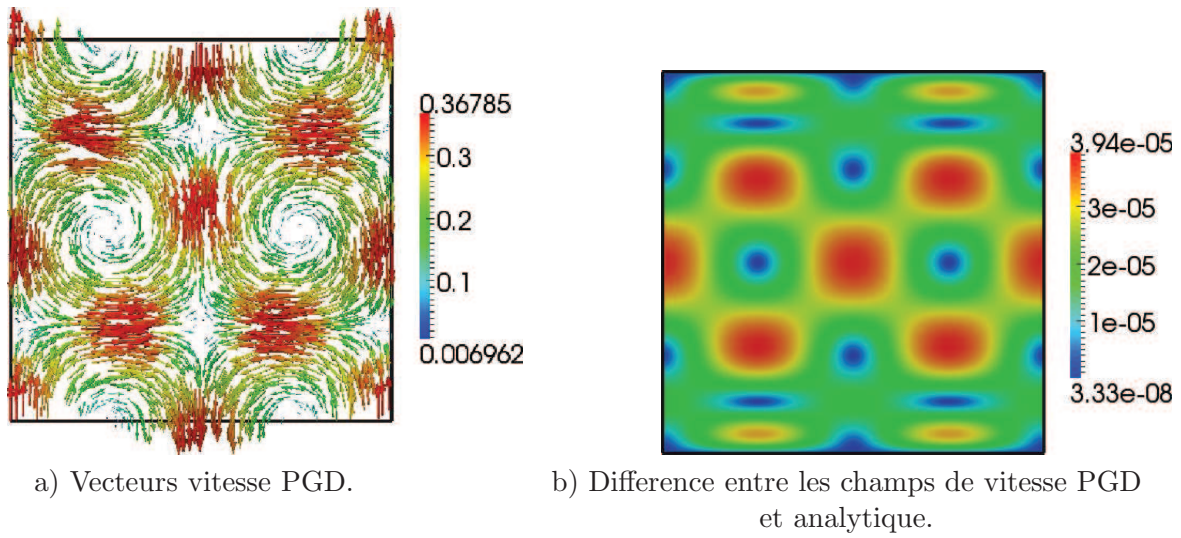 0.36785
0.3
0.2
0.1
0.006962
3.94e-05
3e-05
2e-05
1e-05
3.33e-08
a) Vecteurs vitesse PGD.
b) Difference entre les champs de vitesse PGD
et analytique.